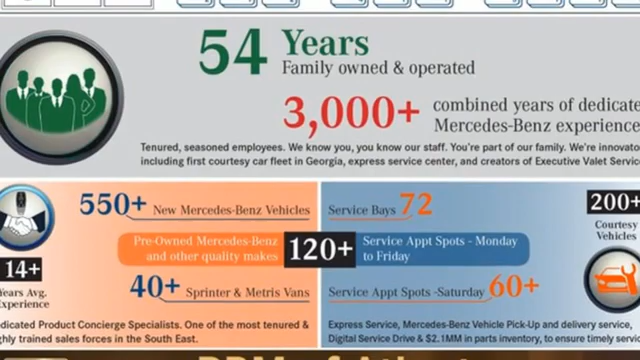 54 Years
Family owned & operated
3,000+ combined years of dedicate
Mercedes-Benz experience
Tenured, seasoned employees. We know you, you know our staff. You're part of our family. We're innovato
including first courtesy car fleet in Georgia, express service center, and creators of Executive Valet Servic
550+ New Mercedes-Benz Vehicles
Service Bays 72
200+
Courtesy
Vehicles
Pre-Owned Mercedes-Benz
and other quality makes
120+
Service Appt Spots - Monday
to Friday
14+
Years Avg.
Experience
40+ Sprinter & Metris Vans
Service Appt Spots -Saturday 60+
edicated Product Concierge Specialists. One of the most tenured &
ghly trained sales forces in the South East.
Express Service, Mercedes-Benz Vehicle Pick-Up and delivery service,
Digital Service Drive & $2.1MM in parts inventory, to ensure timely servic